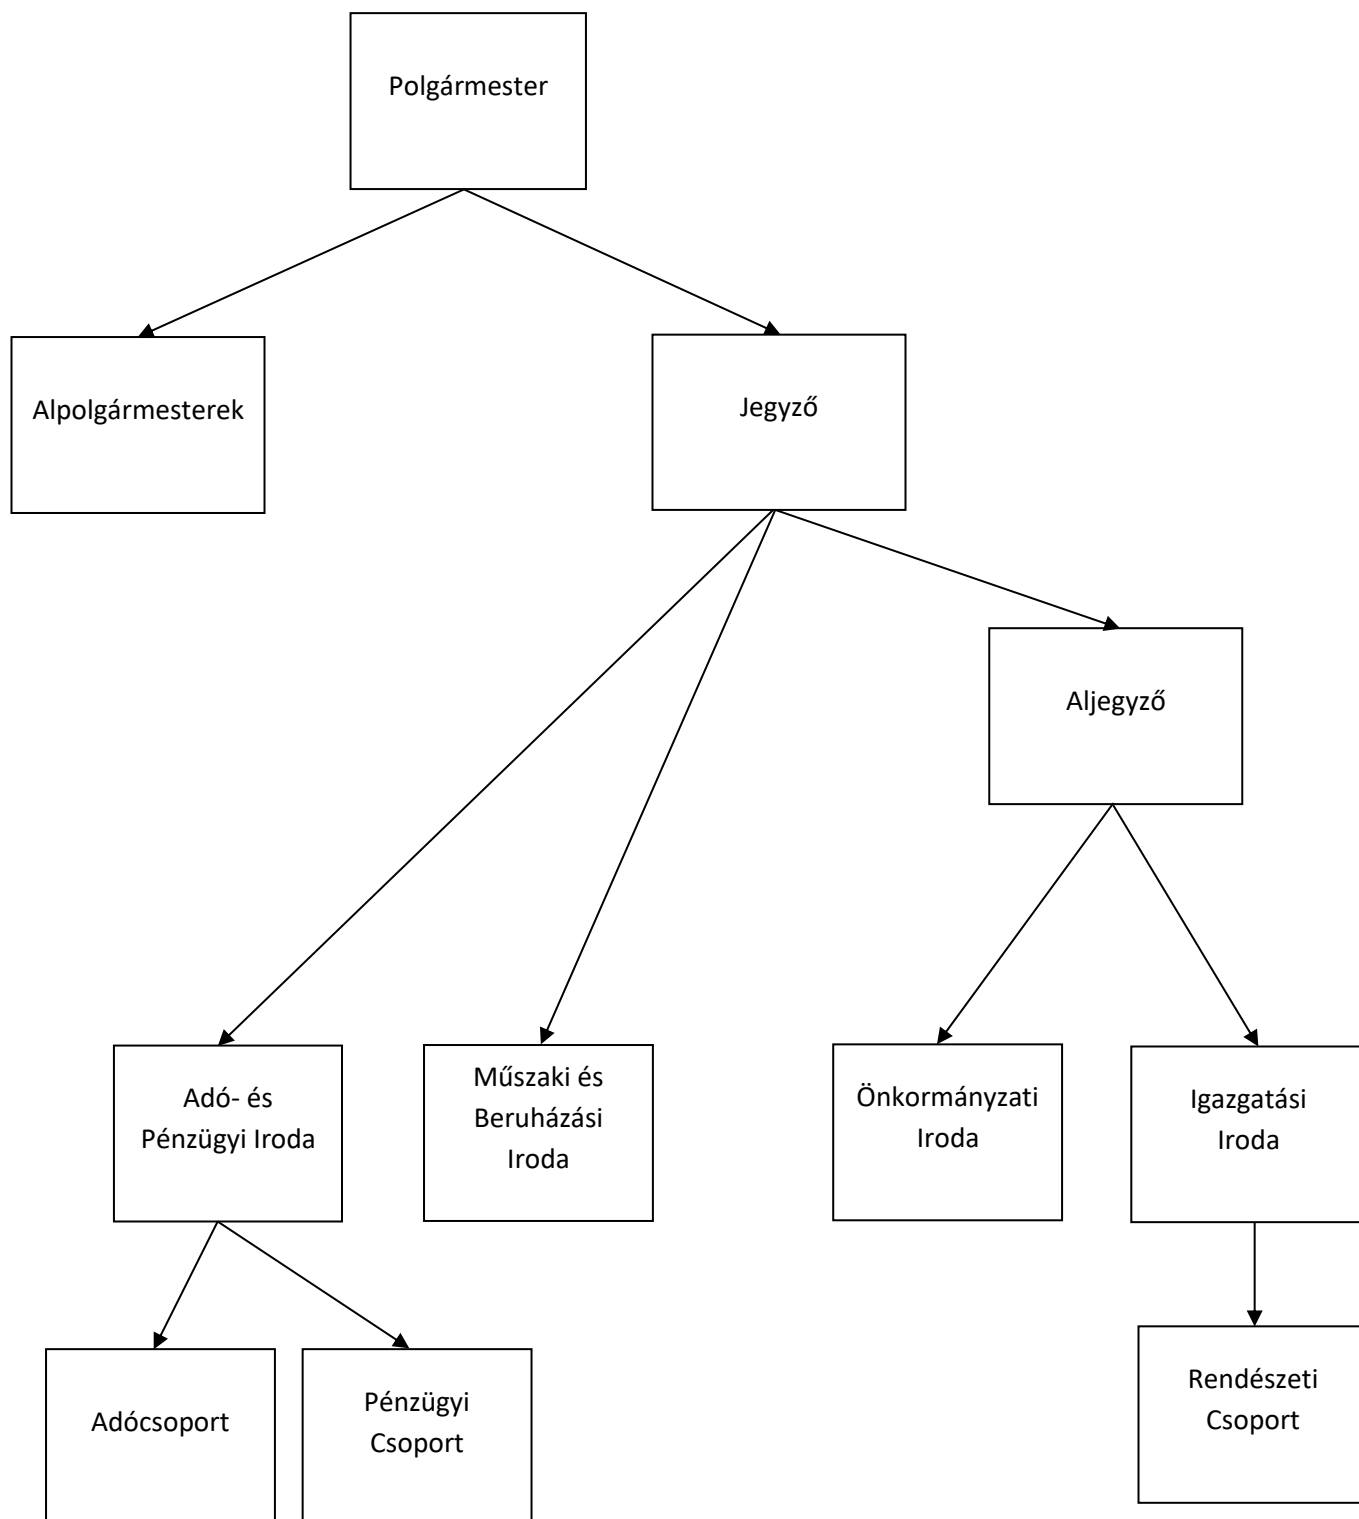 Polgármester
Alpolgármesterek
Jegyző
Aljegyző
Adó- és
Pénzügyi Iroda
Műszaki és
Beruházási
Iroda
Önkormányzati
Iroda
Igazgatási
Iroda
Adócsoport
Pénzügyi
Csoport
Rendészeti
Csoport